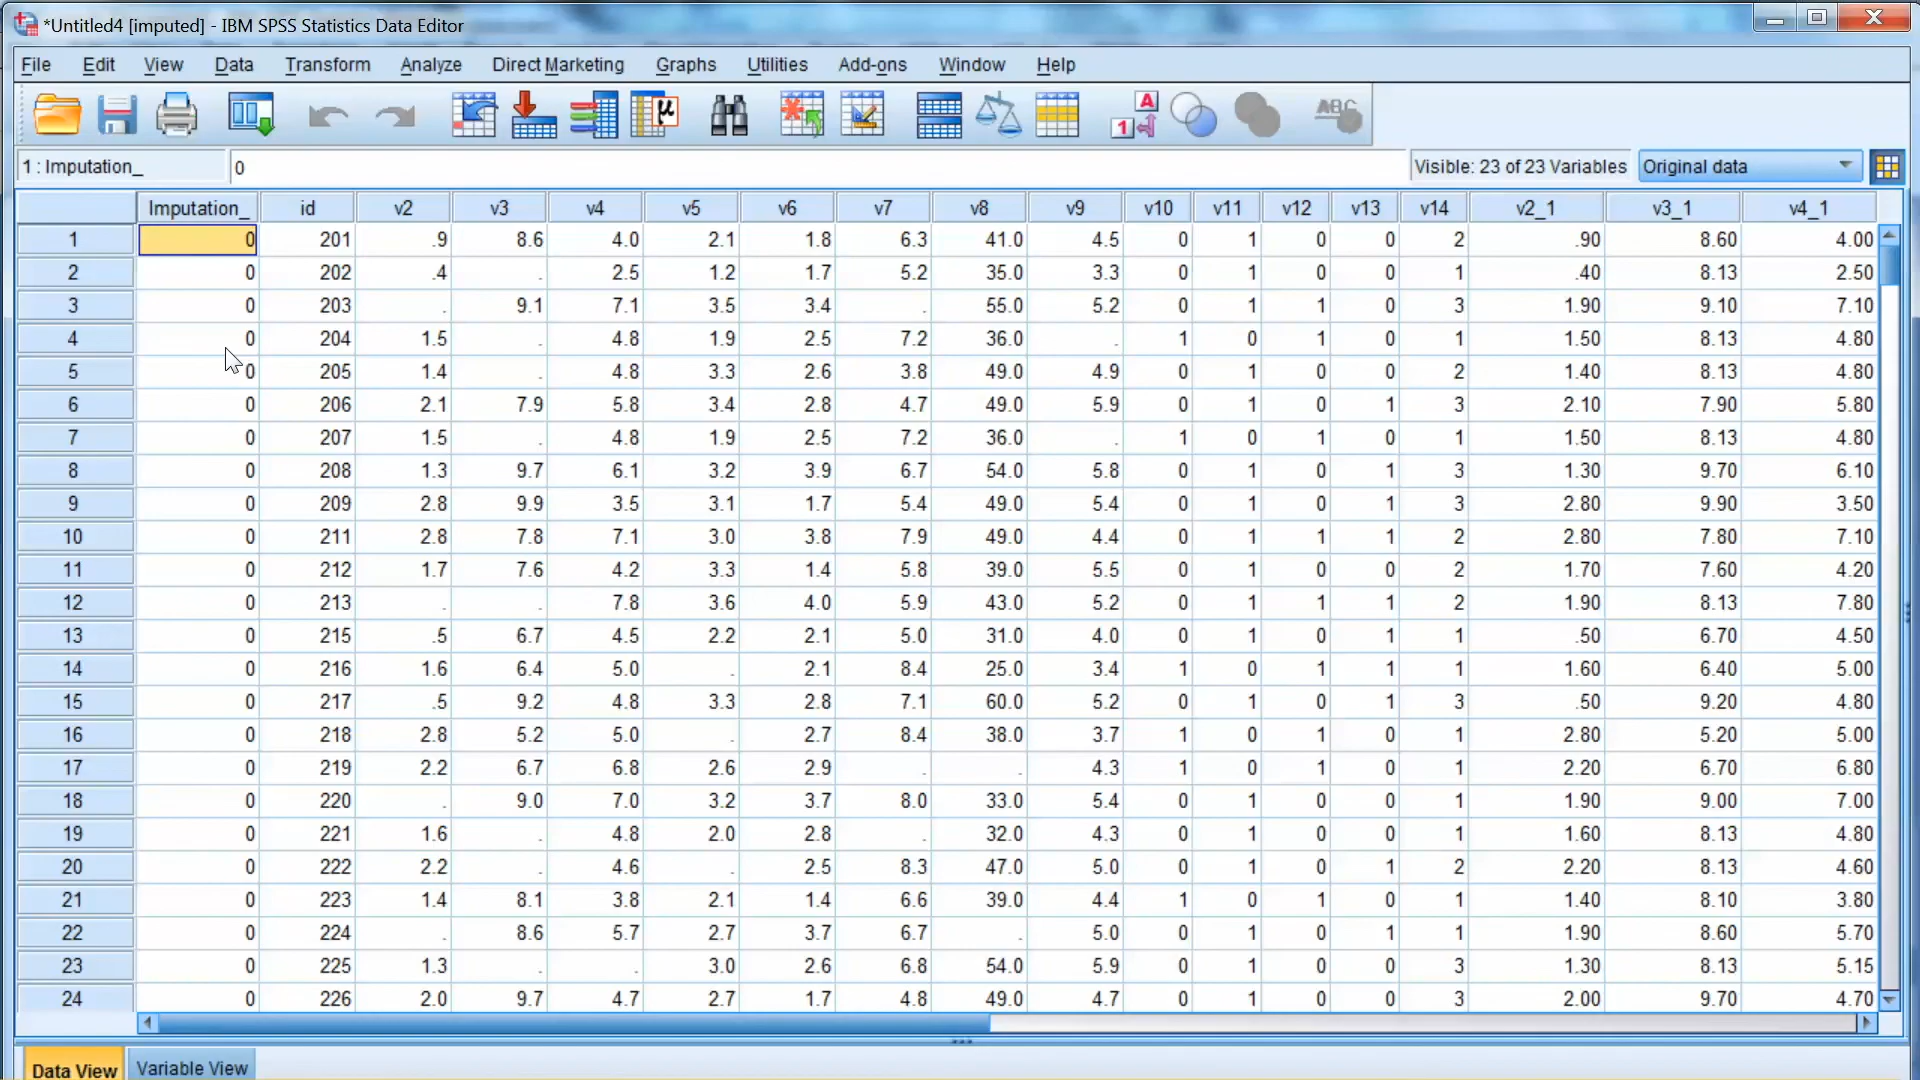 *Untitled4 [imputed] - IBM SPSS Statistics Data Editor
File Edit View Data Transform Analyze Direct Marketing Graphs Utilities Add-ons Window Help
μ A 1 ABC
1 : Imputation_ 0 Visible: 23 of 23 Variables Original data
Imputation_ id v2 v3 v4 v5 v6 v7 v8 v9 v10 v11 v12 v13 v14 v2_1 v3_1 v4_1
1 0 201 .9 8.6 4.0 2.1 1.8 6.3 41.0 4.5 0 1 0 0 2 .90 8.60 4.00
2 0 202 .4 . 2.5 1.2 1.7 5.2 35.0 3.3 0 1 0 0 1 .40 8.13 2.50
3 0 203 . 9.1 7.1 3.5 3.4 . 55.0 5.2 0 1 1 0 3 1.90 9.10 7.10
4 0 204 1.5 . 4.8 1.9 2.5 7.2 36.0 . 1 0 1 0 1 1.50 8.13 4.80
5 0 205 1.4 . 4.8 3.3 2.6 3.8 49.0 4.9 0 1 0 0 2 1.40 8.13 4.80
6 0 206 2.1 7.9 5.8 3.4 2.8 4.7 49.0 5.9 0 1 0 1 3 2.10 7.90 5.80
7 0 207 1.5 . 4.8 1.9 2.5 7.2 36.0 . 1 0 1 0 1 1.50 8.13 4.80
8 0 208 1.3 9.7 6.1 3.2 3.9 6.7 54.0 5.8 0 1 0 1 3 1.30 9.70 6.10
9 0 209 2.8 9.9 3.5 3.1 1.7 5.4 49.0 5.4 0 1 0 1 3 2.80 9.90 3.50
10 0 211 2.8 7.8 7.1 3.0 3.8 7.9 49.0 4.4 0 1 1 1 2 2.80 7.80 7.10
11 0 212 1.7 7.6 4.2 3.3 1.4 5.8 39.0 5.5 0 1 0 0 2 1.70 7.60 4.20
12 0 213 . . 7.8 3.6 4.0 5.9 43.0 5.2 0 1 1 1 2 1.90 8.13 7.80
13 0 215 .5 6.7 4.5 2.2 2.1 5.0 31.0 4.0 0 1 0 1 1 .50 6.70 4.50
14 0 216 1.6 6.4 5.0 . 2.1 8.4 25.0 3.4 1 0 1 1 1 1.60 6.40 5.00
15 0 217 .5 9.2 4.8 3.3 2.8 7.1 60.0 5.2 0 1 0 1 3 .50 9.20 4.80
16 0 218 2.8 5.2 5.0 . 2.7 8.4 38.0 3.7 1 0 1 0 1 2.80 5.20 5.00
17 0 219 2.2 6.7 6.8 2.6 2.9 . . 4.3 1 0 1 0 1 2.20 6.70 6.80
18 0 220 . 9.0 7.0 3.2 3.7 8.0 33.0 5.4 0 1 0 0 1 1.90 9.00 7.00
19 0 221 1.6 . 4.8 2.0 2.8 . 32.0 4.3 0 1 0 0 1 1.60 8.13 4.80
20 0 222 2.2 . 4.6 . 2.5 8.3 47.0 5.0 0 1 0 1 2 2.20 8.13 4.60
21 0 223 1.4 8.1 3.8 2.1 1.4 6.6 39.0 4.4 1 0 1 0 1 1.40 8.10 3.80
22 0 224 . 8.6 5.7 2.7 3.7 6.7 . 5.0 0 1 0 1 1 1.90 8.60 5.70
23 0 225 1.3 . . 3.0 2.6 6.8 54.0 5.9 0 1 0 0 3 1.30 8.13 5.15
24 0 226 2.0 9.7 4.7 2.7 1.7 4.8 49.0 4.7 0 1 0 0 3 2.00 9.70 4.70
Data View Variable View